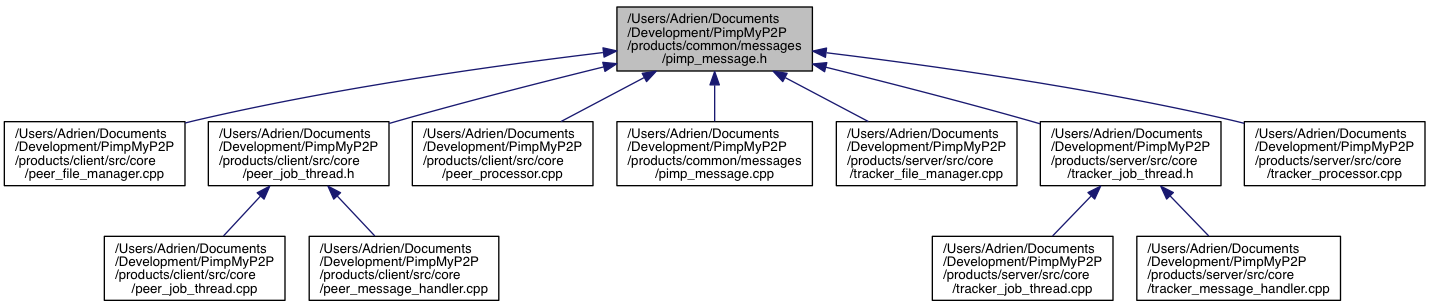 /Users/Adrien/Documents
/Development/PimpMyP2P
/products/common/messages
/pimp_message.h
/Users/Adrien/Documents
/Development/PimpMyP2P
/products/client/src/core
/peer_file_manager.cpp
/Users/Adrien/Documents
/Development/PimpMyP2P
/products/client/src/core
/peer_job_thread.h
/Users/Adrien/Documents
/Development/PimpMyP2P
/products/client/src/core
/peer_processor.cpp
/Users/Adrien/Documents
/Development/PimpMyP2P
/products/common/messages
/pimp_message.cpp
/Users/Adrien/Documents
/Development/PimpMyP2P
/products/server/src/core
/tracker_file_manager.cpp
/Users/Adrien/Documents
/Development/PimpMyP2P
/products/server/src/core
/tracker_job_thread.h
/Users/Adrien/Documents
/Development/PimpMyP2P
/products/server/src/core
/tracker_processor.cpp
/Users/Adrien/Documents
/Development/PimpMyP2P
/products/client/src/core
/peer_job_thread.cpp
/Users/Adrien/Documents
/Development/PimpMyP2P
/products/client/src/core
/peer_message_handler.cpp
/Users/Adrien/Documents
/Development/PimpMyP2P
/products/server/src/core
/tracker_job_thread.cpp
/Users/Adrien/Documents
/Development/PimpMyP2P
/products/server/src/core
/tracker_message_handler.cpp